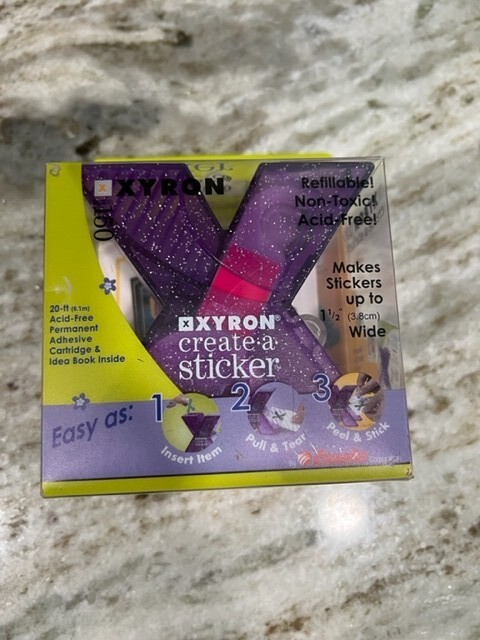 XYRON
150
Refillable!
Non-Toxic!
Acid-Free!
Makes
Stickers
up to
1 1/2" (3.8cm)
Wide
20-ft (6.1m)
Acid-Free
Permanent
Adhesive
Cartridge &
Idea Book Inside
XYRON®
create·a
sticker
Easy as:
1
Insert Item
2
Pull & Tear
3
Peel & Stick